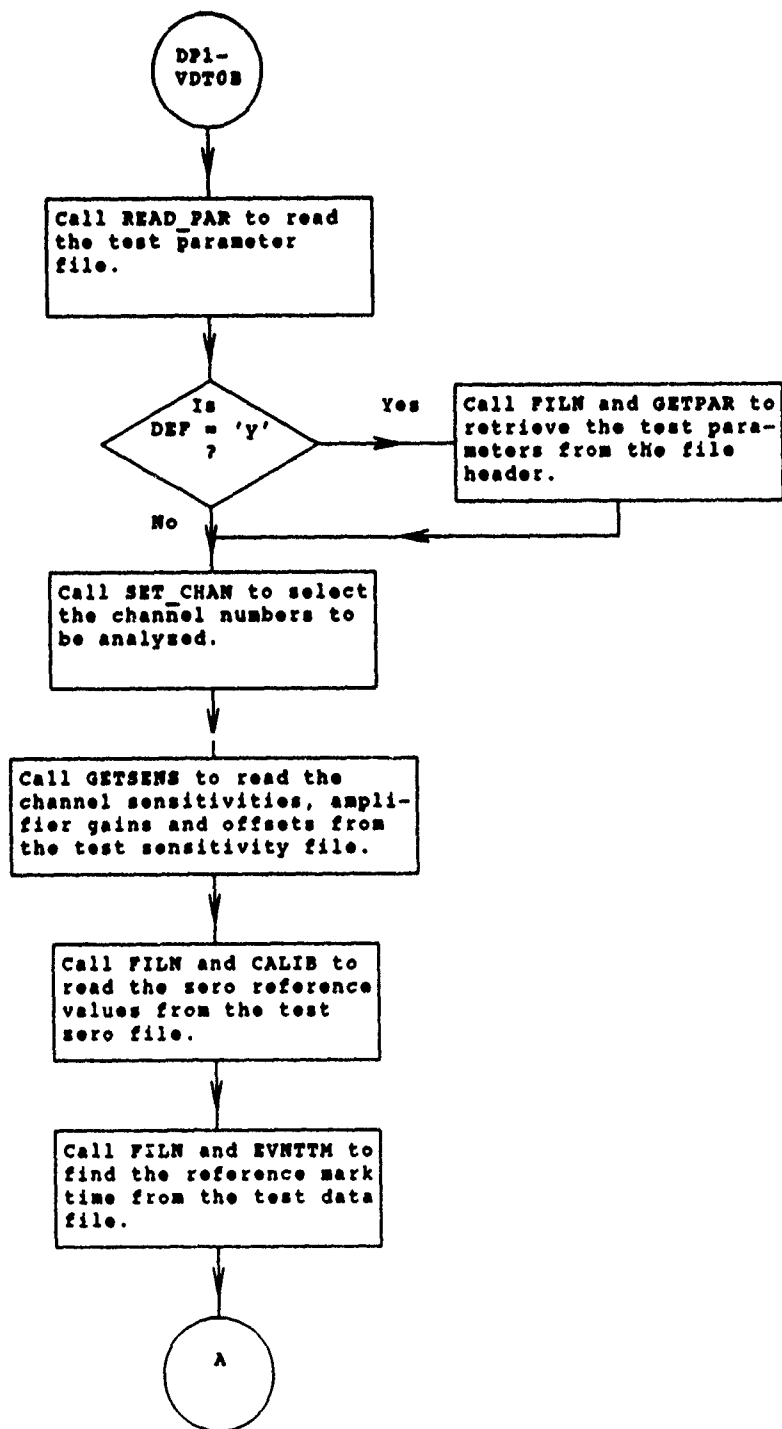 DP1-
VDTOB
Call READ_PAR to read
the test parameter
file.
Is
DEF = 'Y'
?
Yes
Call FILN and GETPAR to
retrieve the test para-
meters from the file
header.
No
Call SET_CHAN to select
the channel numbers to
be analyzed.
Call GETSENS to read the
channel sensitivities, ampli-
fier gains and offsets from
the test sensitivity file.
Call FILN and CALIB to
read the zero reference
values from the test
zero file.
Call FILN and EVNTTM to
find the reference mark
time from the test data
file.
A